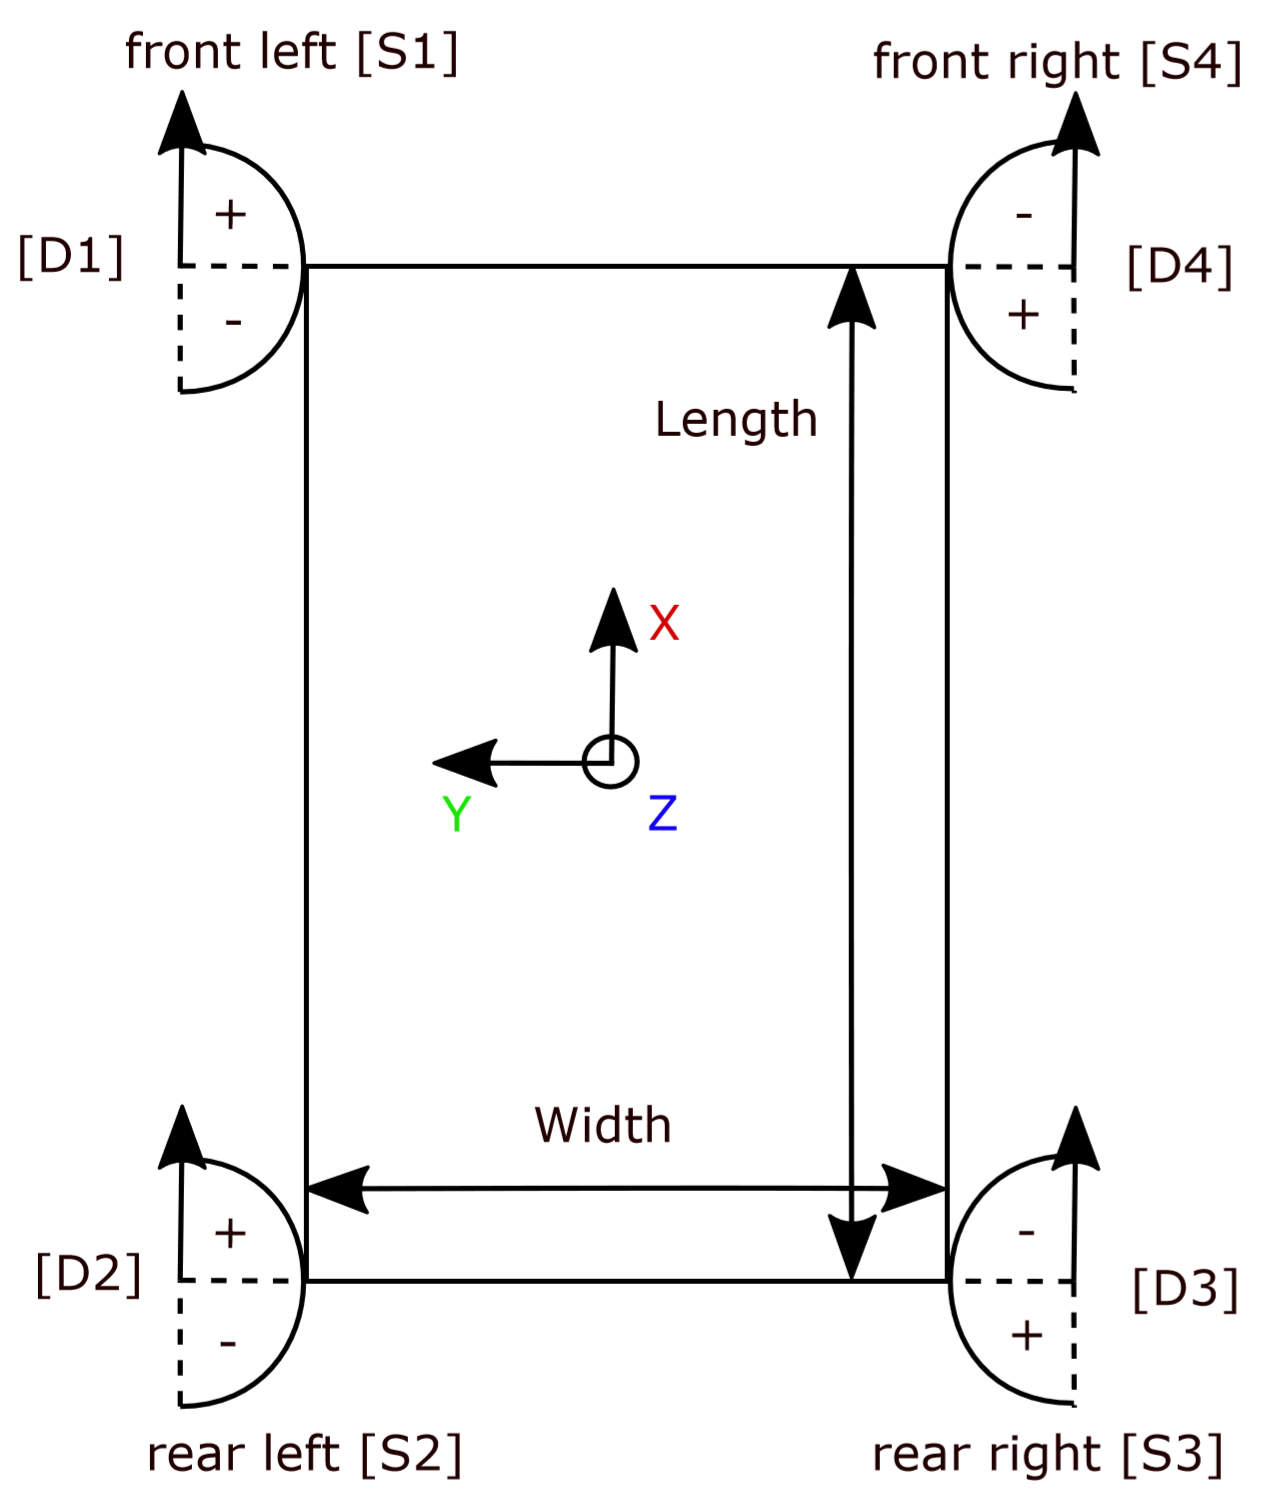 front left [S1]
front right [S4]
+
-
[D1]
[D4]
-
+
Length
X
Y
Z
Width
+
-
[D2]
[D3]
-
+
rear left [S2]
rear right [S3]